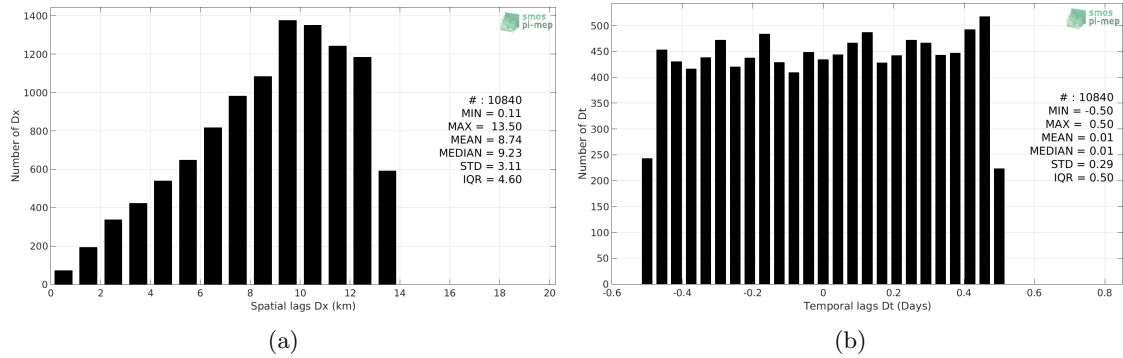 smos
pi-mep
1400
1200
1000
800
600
400
200
0
Number of Dx
# : 10840
MIN = 0.11
MAX = 13.50
MEAN = 8.74
MEDIAN = 9.23
STD = 3.11
IQR = 4.60
0 2 4 6 8 10 12 14 16 18 20
Spatial lags Dx (km)
(a)
smos
pi-mep
500
450
400
350
300
250
200
150
100
50
0
Number of Dt
# : 10840
MIN = -0.50
MAX = 0.50
MEAN = 0.01
MEDIAN = 0.01
STD = 0.29
IQR = 0.50
-0.6 -0.4 -0.2 0 0.2 0.4 0.6 0.8
Temporal lags Dt (Days)
(b)